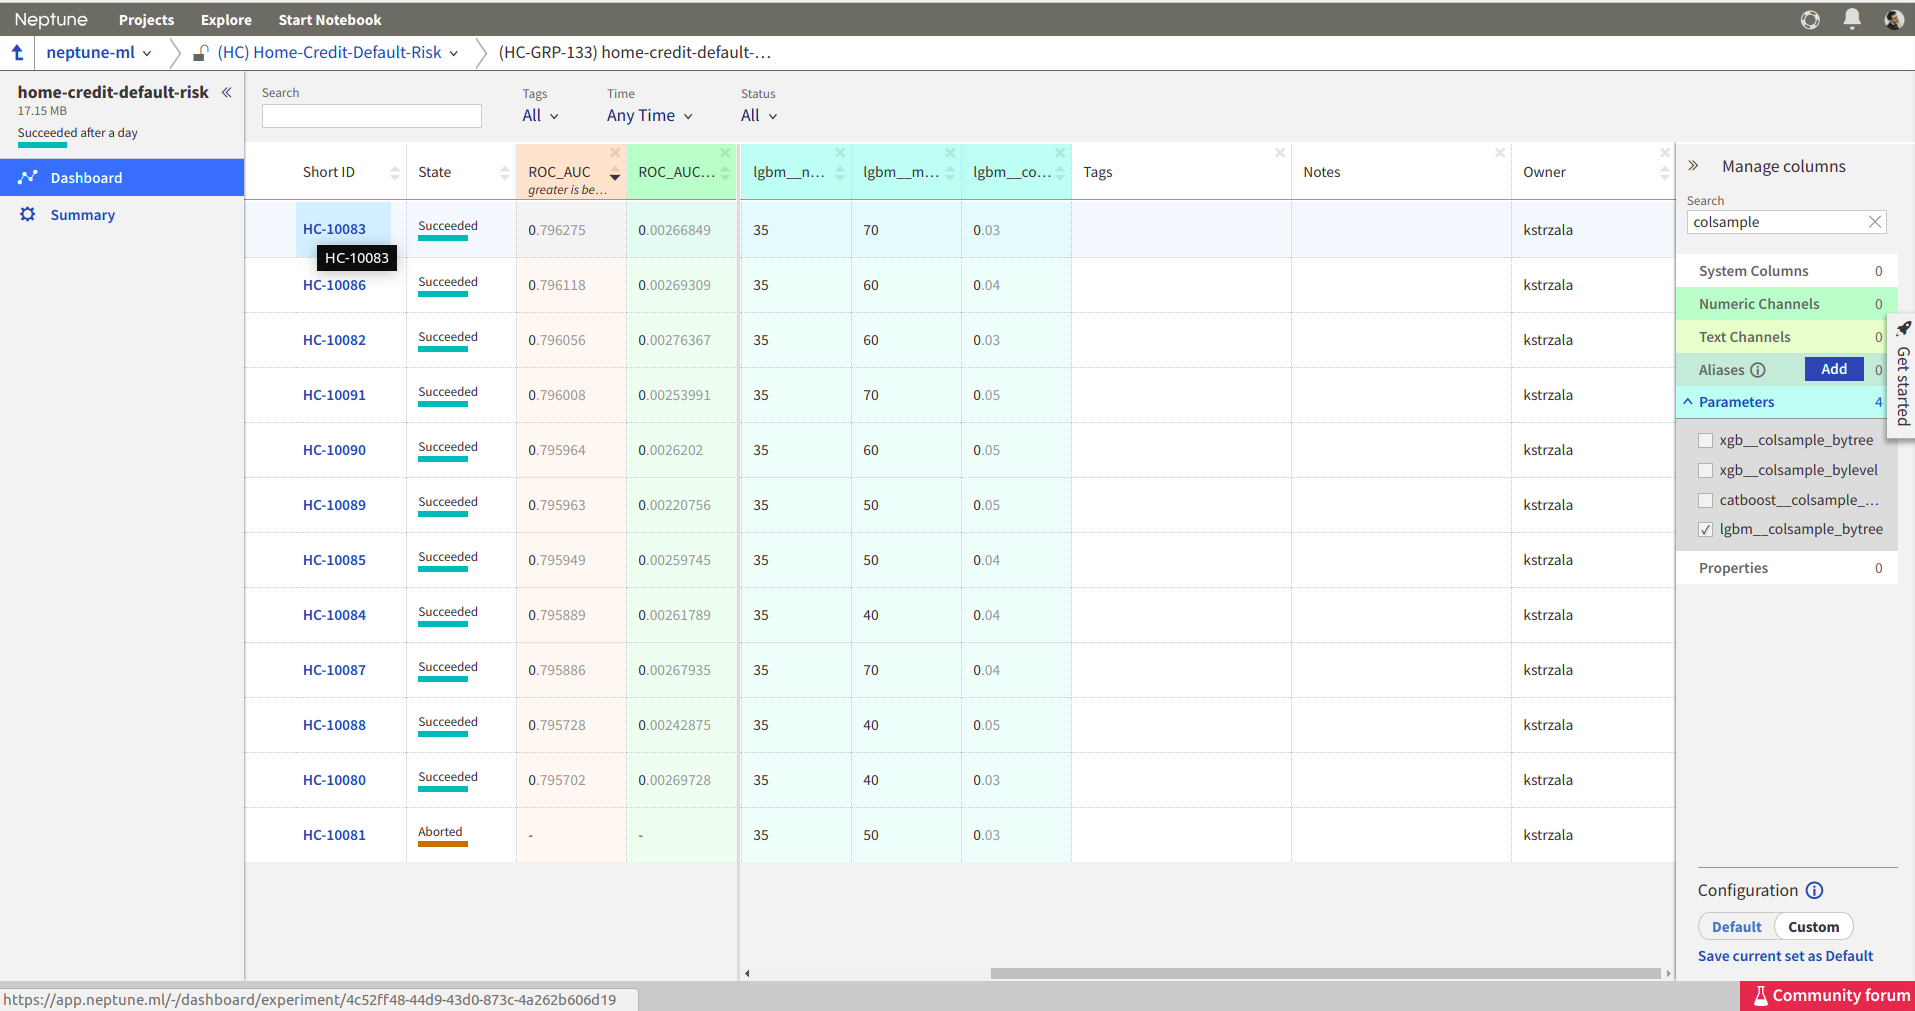 Neptune Projects Explore Start Notebook
neptune-ml (HC) Home-Credit-Default-Risk (HC-GRP-133) home-credit-default-...
home-credit-default-risk «
17.15 MB
Succeeded after a day
Dashboard
Summary
Search Tags Time Status
All Any Time All
Short ID State ROC_AUC ROC_AUC... lgbm__n... lgbm__m... lgbm__co... Tags Notes Owner
greater is be...
HC-10083 Succeeded 0.796275 0.00266849 35 70 0.03 kstrzala
HC-10083
HC-10086 Succeeded 0.796118 0.00269309 35 60 0.04 kstrzala
HC-10082 Succeeded 0.796056 0.00276367 35 60 0.03 kstrzala
HC-10091 Succeeded 0.796008 0.00253991 35 70 0.05 kstrzala
HC-10090 Succeeded 0.795964 0.0026202 35 60 0.05 kstrzala
HC-10089 Succeeded 0.795963 0.00220756 35 50 0.05 kstrzala
HC-10085 Succeeded 0.795949 0.00259745 35 50 0.04 kstrzala
HC-10084 Succeeded 0.795889 0.00261789 35 40 0.04 kstrzala
HC-10087 Succeeded 0.795886 0.00267935 35 70 0.04 kstrzala
HC-10088 Succeeded 0.795728 0.00242875 35 40 0.05 kstrzala
HC-10080 Succeeded 0.795702 0.00269728 35 40 0.03 kstrzala
HC-10081 Aborted - - 35 50 0.03 kstrzala
» Manage columns
Search
colsample
System Columns 0
Numeric Channels 0
Text Channels 0
Aliases Add 0
Parameters 4
xgb__colsample_bytree
xgb__colsample_bylevel
catboost__colsample_...
lgbm__colsample_bytree
Properties 0
Get started
Configuration
Default Custom
Save current set as Default
https://app.neptune.ml/-/dashboard/experiment/4c52ff48-44d9-43d0-873c-4a262b606d19
Community forum